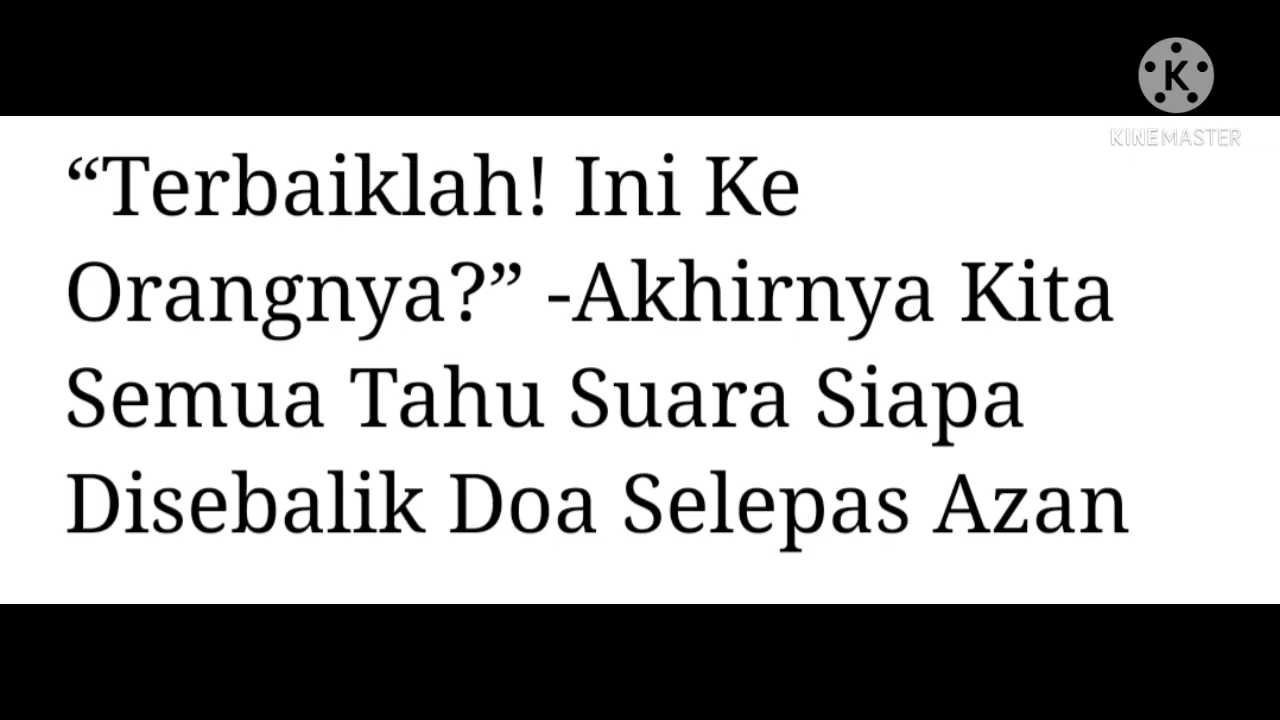 K
KINEMASTER
“Terbaiklah! Ini Ke
Orangnya?” -Akhirnya Kita
Semua Tahu Suara Siapa
Disebalik Doa Selepas Azan